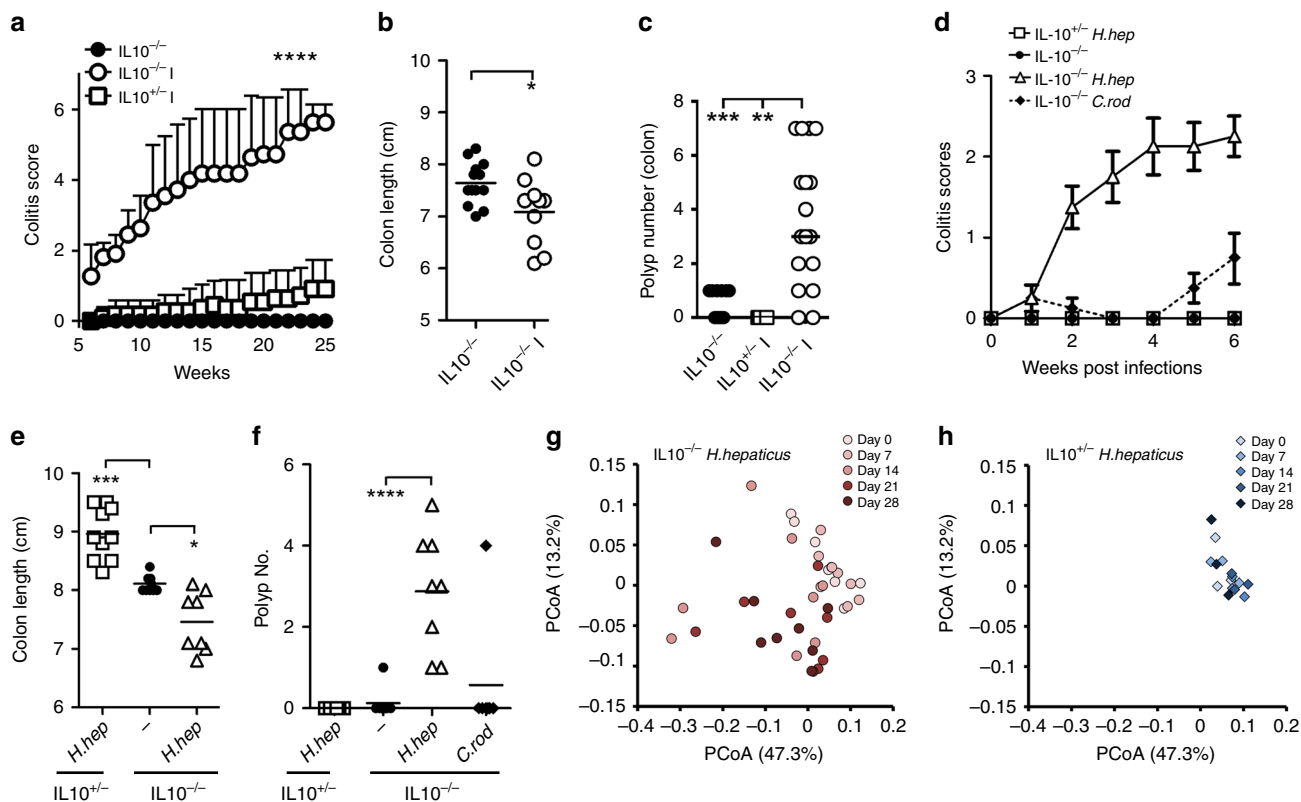 a
IL10–/–
IL10–/– I
IL10+/– I
****
Colitis score
6
4
2
0
5 10 15 20 25
Weeks
b
*
Colon length (cm)
10
9
8
7
6
5
IL10–/–
IL10–/– I
c
*** **
Polyp number (colon)
8
6
4
2
0
IL10–/–
IL10+/– I
IL10–/– I
d
IL-10+/– H.hep
IL-10–/–
IL-10–/– H.hep
IL-10–/– C.rod
Colitis scores
3
2
1
0
0 2 4 6
Weeks post infections
e
***
*
Colon length (cm)
10
9
8
7
6
H.hep – H.hep
IL10+/– IL10–/–
f
****
Polyp No.
6
4
2
0
H.hep – H.hep C.rod
IL10+/– IL10–/–
g
IL10–/– H.hepaticus
Day 0
Day 7
Day 14
Day 21
Day 28
PCoA (13.2%)
0.15
0.1
0.05
0
–0.05
–0.1
–0.15
–0.4 –0.3 –0.2 –0.1 0 0.1 0.2
PCoA (47.3%)
h
IL10+/– H.hepaticus
Day 0
Day 7
Day 14
Day 21
Day 28
PCoA (13.2%)
0.15
0.1
0.05
0
–0.05
–0.1
–0.15
–0.4 –0.3 –0.2 –0.1 0 0.1 0.2
PCoA (47.3%)